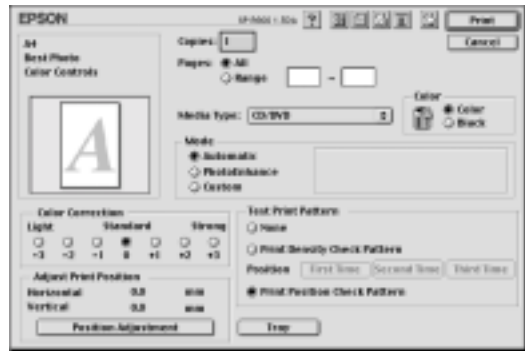 EPSON
Print
A4
Best Photo
Color Controls
Copies: 1
Cancel
Pages: All
Range -
Media Type: CD/DVD
Color
Color
Black
Mode
Automatic
PhotoEnhance
Custom
A
Color Correction
Light Standard Strong
-3 -2 -1 0 +1 +2 +3
Adjust Print Position
Horizontal 0.0 mm
Vertical 0.0 mm
Position Adjustment
Test Print Pattern
None
Print Density Check Pattern
Position First Time Second Time Third Time
Print Position Check Pattern
Tray